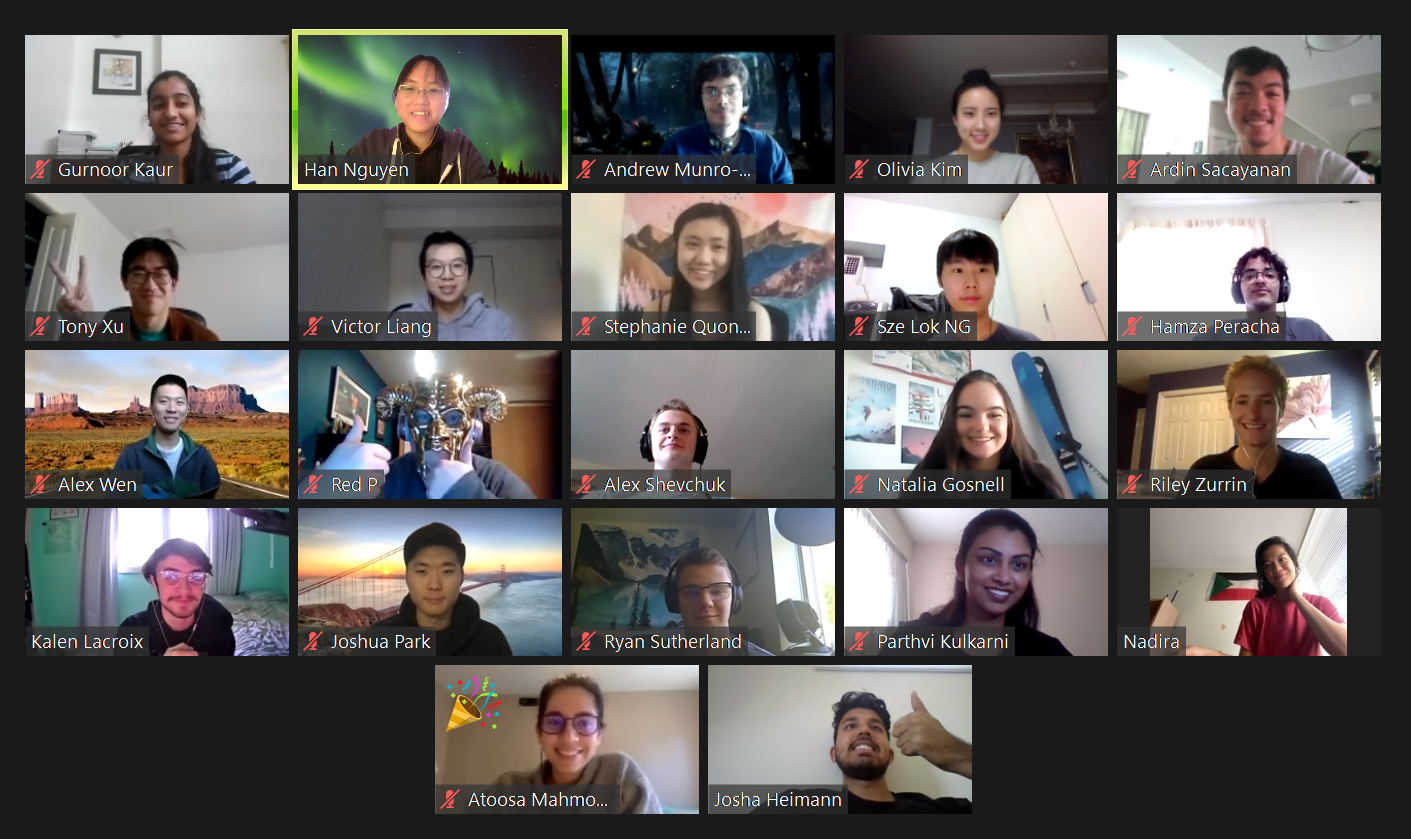 Gurnoor Kaur
Han Nguyen
Andrew Munro-...
Olivia Kim
Ardin Sacayanan
Tony Xu
Victor Liang
Stephanie Quon...
Sze Lok NG
Hamza Peracha
Alex Wen
Red P
Alex Shevchuk
Natalia Gosnell
Riley Zurrin
Kalen Lacroix
Joshua Park
Ryan Sutherland
Parthvi Kulkarni
Nadira
Atoosa Mahmo...
Josha Heimann